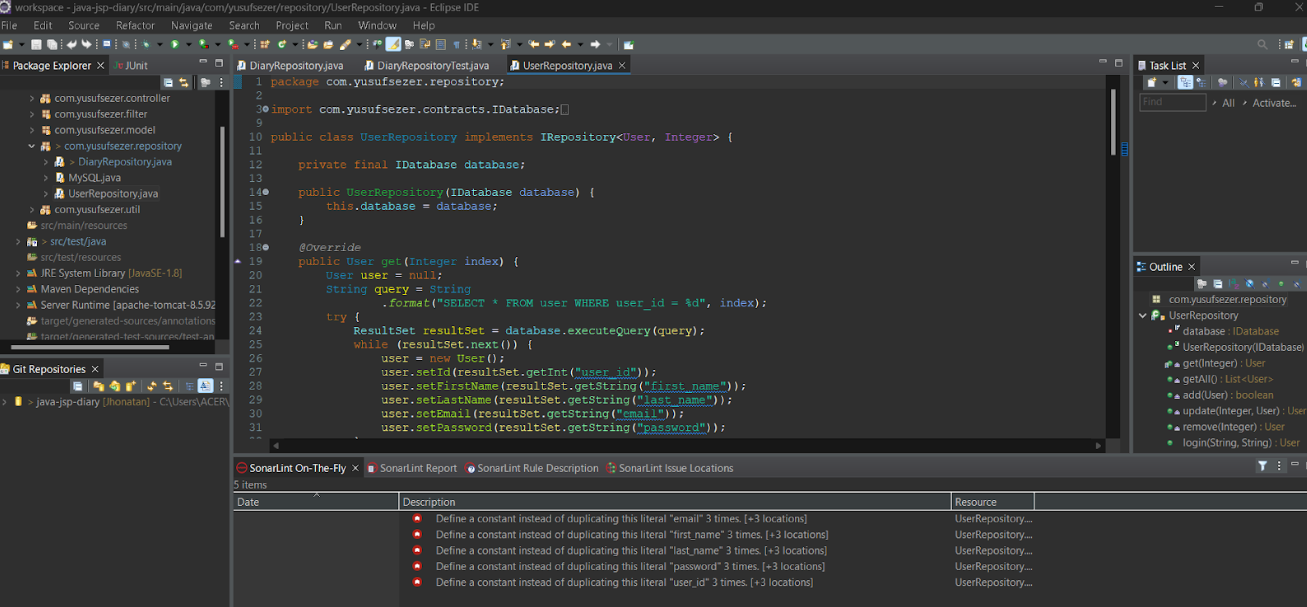 workspace - java-jsp-diary/src/main/java/com/yusufsezer/repository/UserRepository.java - Eclipse IDE
File Edit Source Refactor Navigate Search Project Run Window Help
Package Explorer JUnit
com.yusufsezer.controller
com.yusufsezer.filter
com.yusufsezer.model
> com.yusufsezer.repository
> DiaryRepository.java
MySQL.java
UserRepository.java
com.yusufsezer.util
src/main/resources
> src/test/java
src/test/resources
JRE System Library [JavaSE-1.8]
Maven Dependencies
Server Runtime [apache-tomcat-8.5.92
target/generated-sources/annotations
target/generated-test-sources/test-an
Git Repositories
> java-jsp-diary [Jhonatan] - C:\Users\ACER\
DiaryRepository.java DiaryRepositoryTest.java UserRepository.java
1 package com.yusufsezer.repository;
2
3 import com.yusufsezer.contracts.IDatabase;
9
10 public class UserRepository implements IRepository<User, Integer> {
11
12 private final IDatabase database;
13
14 public UserRepository(IDatabase database) {
15 this.database = database;
16 }
17
18 @Override
19 public User get(Integer index) {
20 User user = null;
21 String query = String
22 .format("SELECT * FROM user WHERE user_id = %d", index);
23 try {
24 ResultSet resultSet = database.executeQuery(query);
25 while (resultSet.next()) {
26 user = new User();
27 user.setId(resultSet.getInt("user_id"));
28 user.setFirstName(resultSet.getString("first_name"));
29 user.setLastName(resultSet.getString("last_name"));
30 user.setEmail(resultSet.getString("email"));
31 user.setPassword(resultSet.getString("password"));
Task List
Find All Activate...
Outline
com.yusufsezer.repository
UserRepository
database : IDatabase
UserRepository(IDatabase)
get(Integer) : User
getAll() : List<User>
add(User) : boolean
update(Integer, User) : User
remove(Integer) : User
login(String, String) : User
SonarLint On-The-Fly SonarLint Report SonarLint Rule Description SonarLint Issue Locations
5 items
Date Description Resource
Define a constant instead of duplicating this literal "email" 3 times. [+3 locations] UserRepository....
Define a constant instead of duplicating this literal "first_name" 3 times. [+3 locations] UserRepository....
Define a constant instead of duplicating this literal "last_name" 3 times. [+3 locations] UserRepository....
Define a constant instead of duplicating this literal "password" 3 times. [+3 locations] UserRepository....
Define a constant instead of duplicating this literal "user_id" 3 times. [+3 locations] UserRepository....